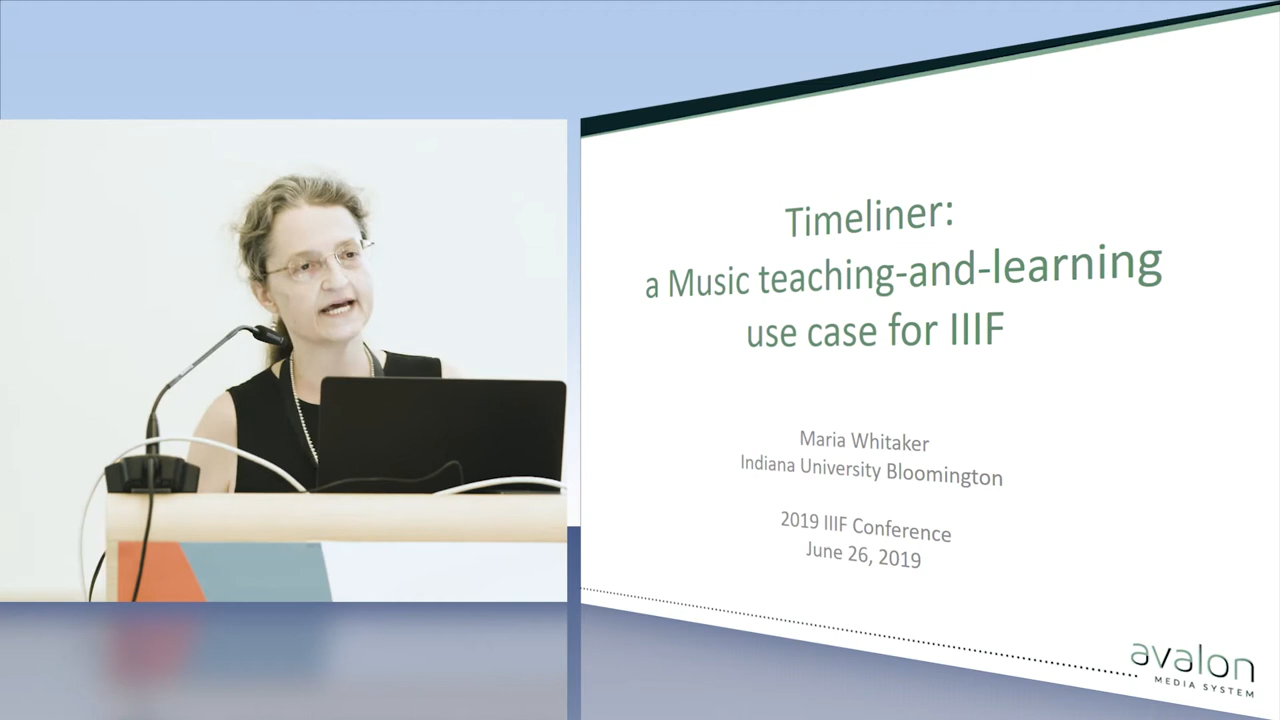 Timeliner:
a Music teaching-and-learning
use case for IIIF
Maria Whitaker
Indiana University Bloomington
2019 IIIF Conference
June 26, 2019
avalon
MEDIA SYSTEM